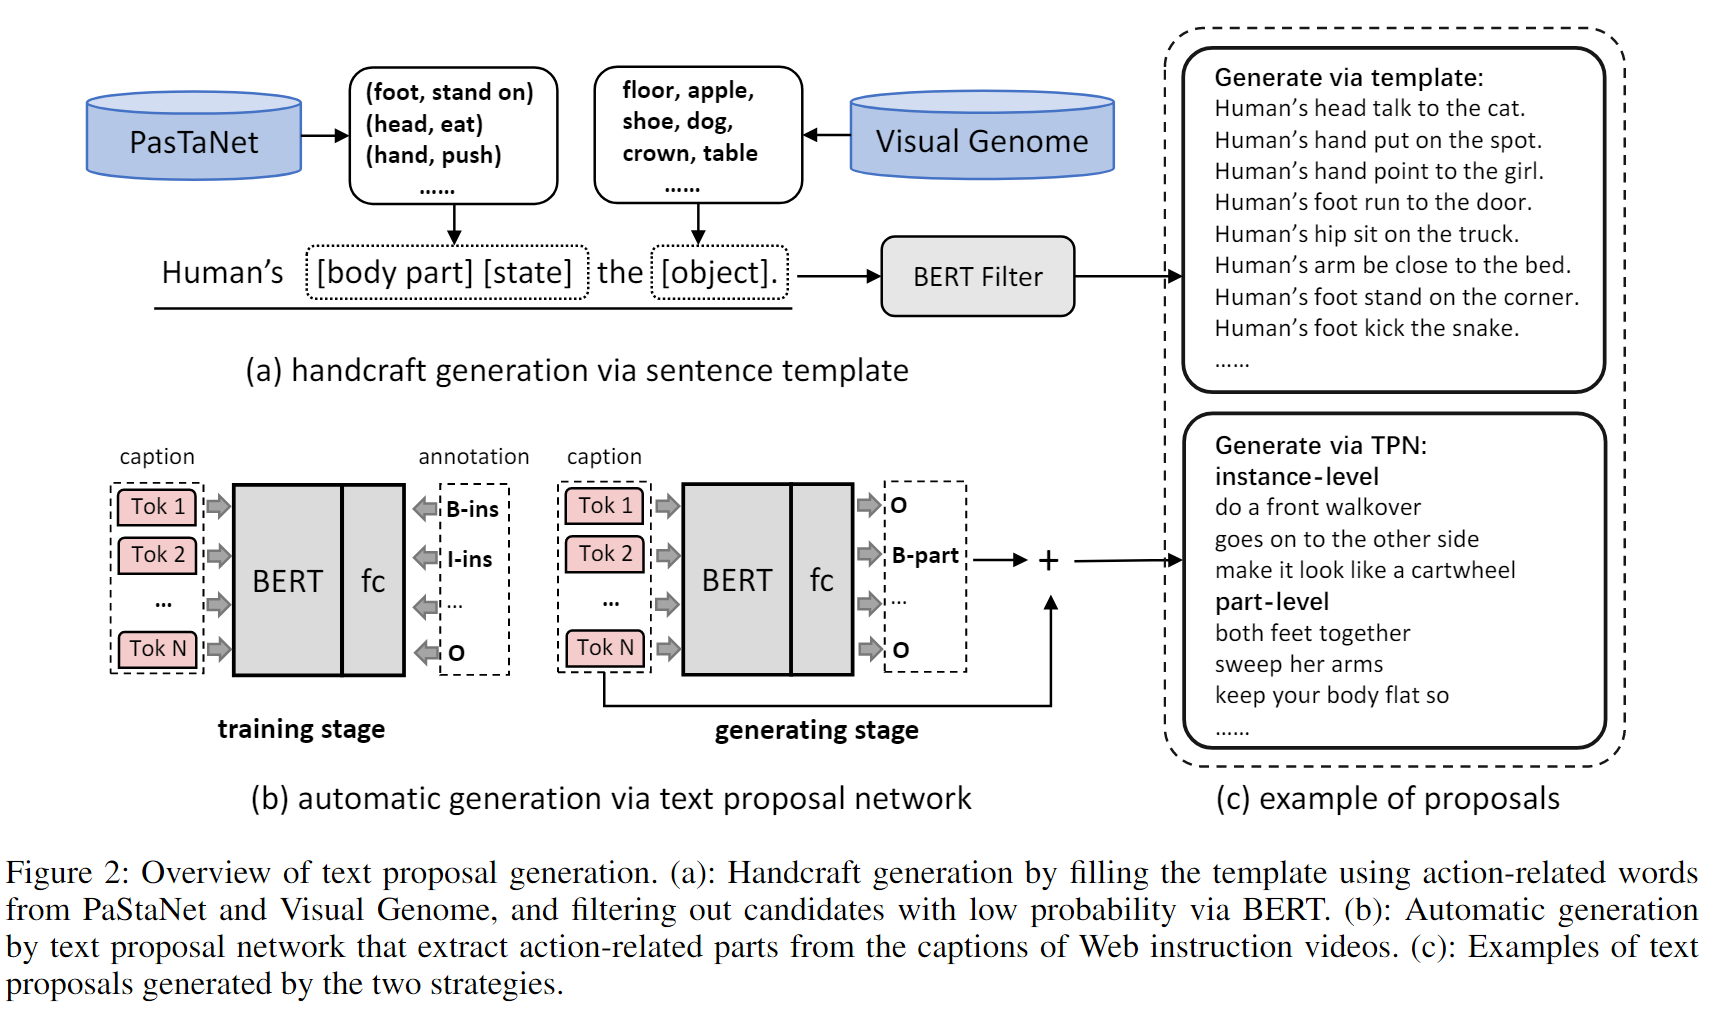 PasTaNet
(foot, stand on)
(head, eat)
(hand, push)
......
floor, apple,
shoe, dog,
crown, table
......
Visual Genome
Human's [body part] [state] the [object].
BERT Filter
(a) handcraft generation via sentence template
Generate via template:
Human's head talk to the cat.
Human's hand put on the spot.
Human's hand point to the girl.
Human's foot run to the door.
Human's hip sit on the truck.
Human's arm be close to the bed.
Human's foot stand on the corner.
Human's foot kick the snake.
......
caption
Tok 1
Tok 2
...
Tok N
BERT
fc
annotation
B-ins
I-ins
...
O
training stage
caption
Tok 1
Tok 2
...
Tok N
BERT
fc
O
B-part
...
O
+
generating stage
(b) automatic generation via text proposal network
Generate via TPN:
instance-level
do a front walkover
goes on to the other side
make it look like a cartwheel
part-level
both feet together
sweep her arms
keep your body flat so
......
(c) example of proposals
Figure 2: Overview of text proposal generation. (a): Handcraft generation by filling the template using action-related words
from PaStaNet and Visual Genome, and filtering out candidates with low probability via BERT. (b): Automatic generation
by text proposal network that extract action-related parts from the captions of Web instruction videos. (c): Examples of text
proposals generated by the two strategies.